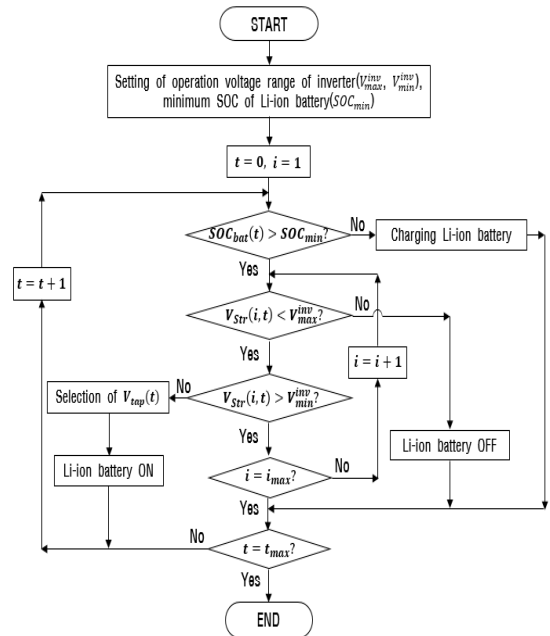 START
Setting of operation voltage range of inverter(V_max^inv, V_min^inv),
minimum SOC of Li-ion battery(SOC_min)
t = 0, i = 1
SOC_bat(t) > SOC_min?
No
Charging Li-ion battery
Yes
t = t + 1
V_Str(i, t) < V_max^inv?
No
Yes
i = i + 1
V_Str(i, t) > V_min^inv?
No
Selection of V_tap(t)
Yes
Li-ion battery OFF
Li-ion battery ON
i = i_max?
No
Yes
t = t_max?
No
Yes
END